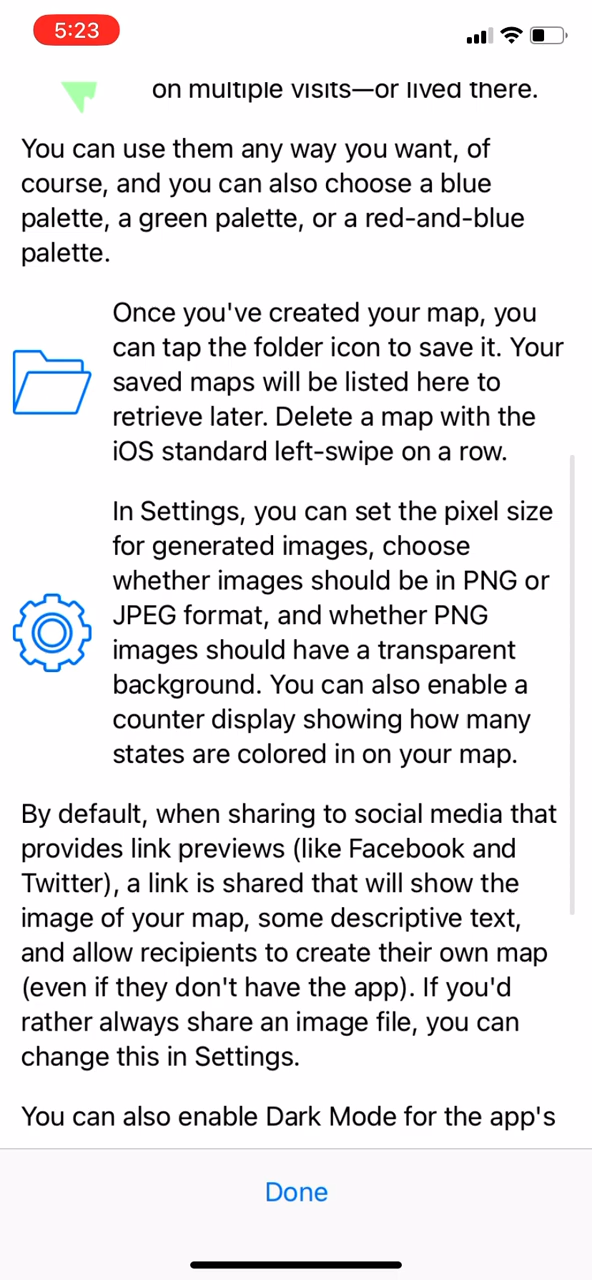 5:23
on multiple visits—or lived there.
You can use them any way you want, of
course, and you can also choose a blue
palette, a green palette, or a red-and-blue
palette.
Once you've created your map, you
can tap the folder icon to save it. Your
saved maps will be listed here to
retrieve later. Delete a map with the
iOS standard left-swipe on a row.
In Settings, you can set the pixel size
for generated images, choose
whether images should be in PNG or
JPEG format, and whether PNG
images should have a transparent
background. You can also enable a
counter display showing how many
states are colored in on your map.
By default, when sharing to social media that
provides link previews (like Facebook and
Twitter), a link is shared that will show the
image of your map, some descriptive text,
and allow recipients to create their own map
(even if they don't have the app). If you'd
rather always share an image file, you can
change this in Settings.
You can also enable Dark Mode for the app's
Done